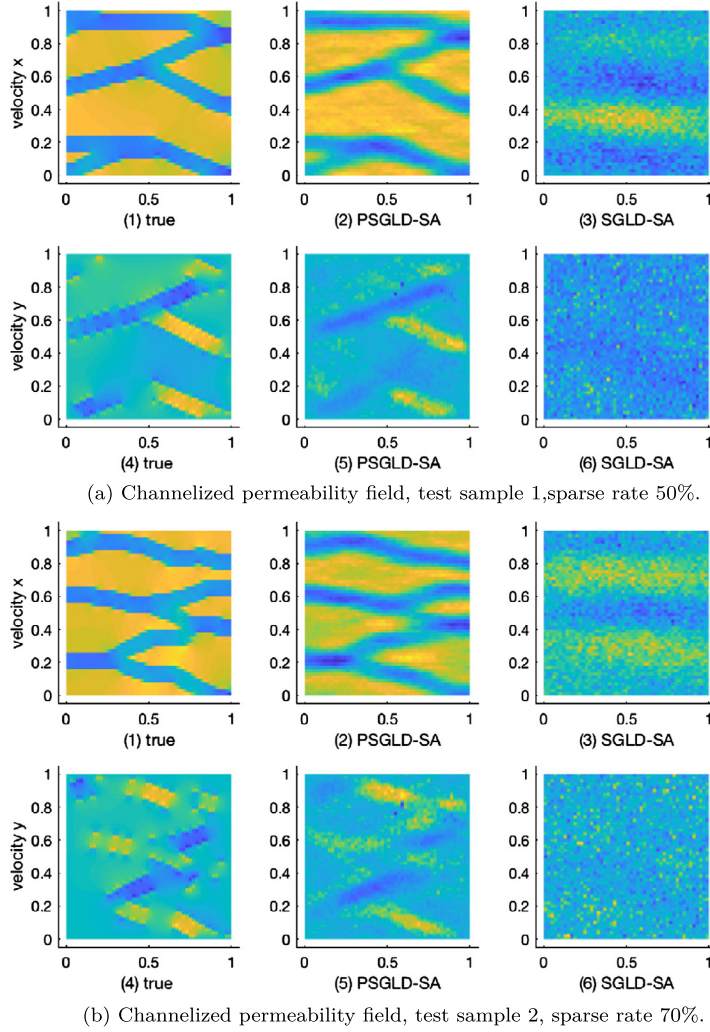 velocity x
1
0.8
0.6
0.4
0.2
0
0 0.5 1
(1) true
1
0.8
0.6
0.4
0.2
0
0 0.5 1
(2) PSGLD-SA
1
0.8
0.6
0.4
0.2
0
0 0.5 1
(3) SGLD-SA
velocity y
1
0.8
0.6
0.4
0.2
0
0 0.5 1
(4) true
1
0.8
0.6
0.4
0.2
0
0 0.5 1
(5) PSGLD-SA
1
0.8
0.6
0.4
0.2
0
0 0.5 1
(6) SGLD-SA
(a) Channelized permeability field, test sample 1,sparse rate 50%.
velocity x
1
0.8
0.6
0.4
0.2
0
0 0.5 1
(1) true
1
0.8
0.6
0.4
0.2
0
0 0.5 1
(2) PSGLD-SA
1
0.8
0.6
0.4
0.2
0
0 0.5 1
(3) SGLD-SA
velocity y
1
0.8
0.6
0.4
0.2
0
0 0.5 1
(4) true
1
0.8
0.6
0.4
0.2
0
0 0.5 1
(5) PSGLD-SA
1
0.8
0.6
0.4
0.2
0
0 0.5 1
(6) SGLD-SA
(b) Channelized permeability field, test sample 2, sparse rate 70%.